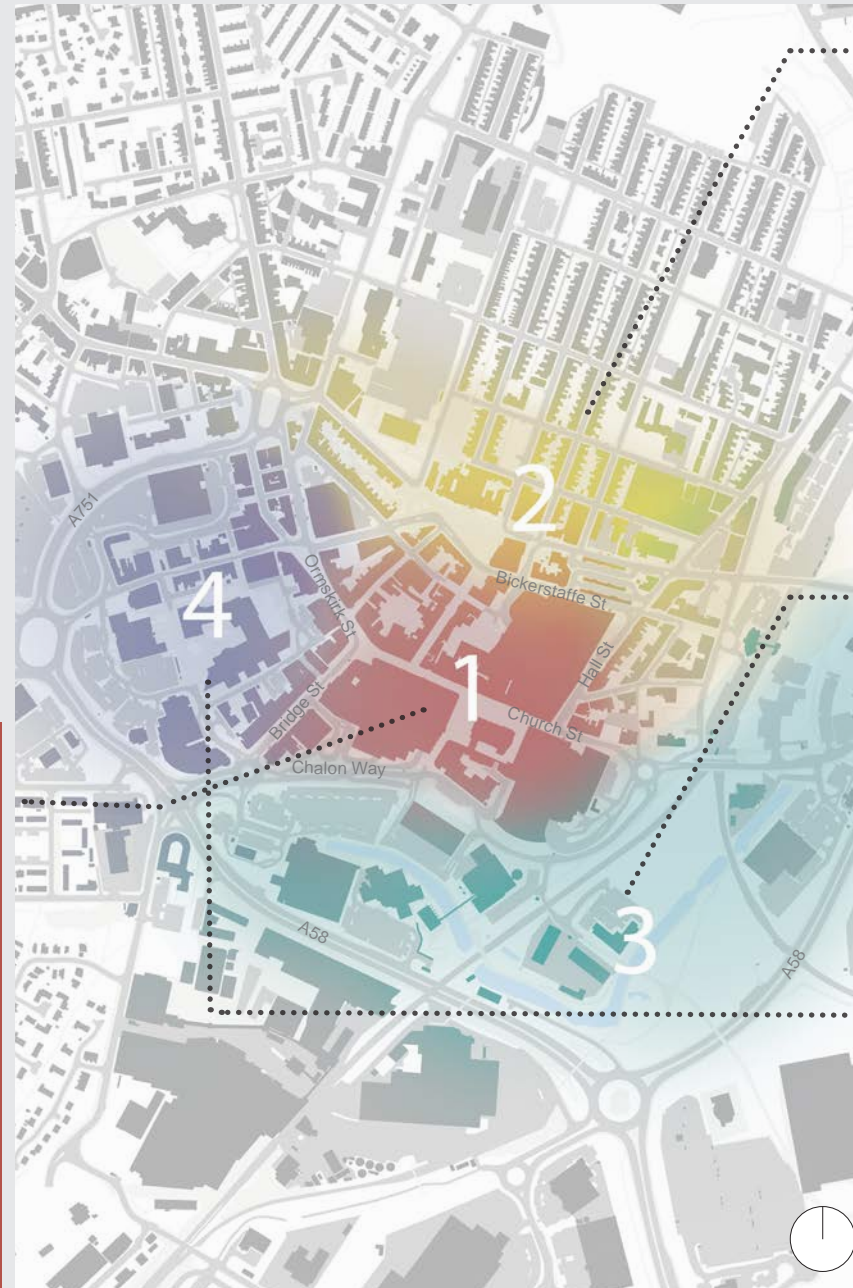 A751
2
4
Ormskirk St
Bickerstaffe St
1
Hall St
Bridge St
Church St
Chalon Way
3
A58
A58